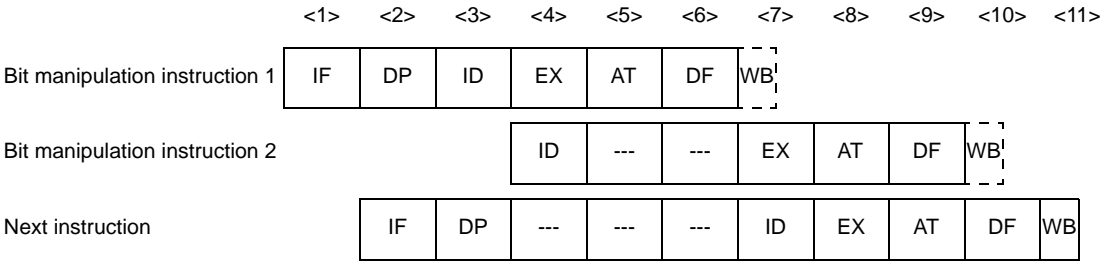 <1> <2> <3> <4> <5> <6> <7> <8> <9> <10> <11>
Bit manipulation instruction 1 IF DP ID EX AT DF WB
Bit manipulation instruction 2 ID --- --- EX AT DF WB
Next instruction IF DP --- --- --- ID EX AT DF WB